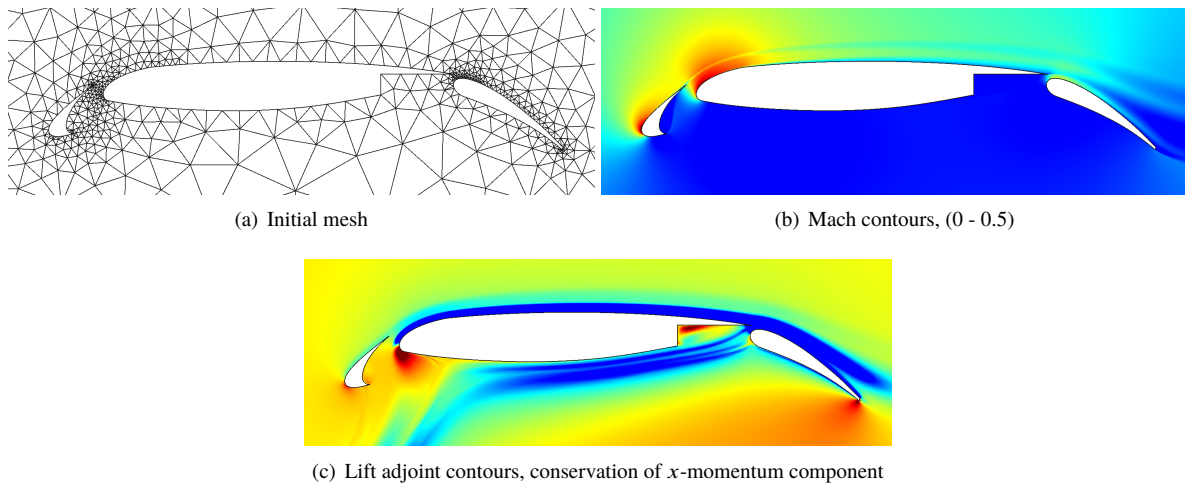 (a) Initial mesh
(b) Mach contours, (0 - 0.5)
(c) Lift adjoint contours, conservation of x-momentum component